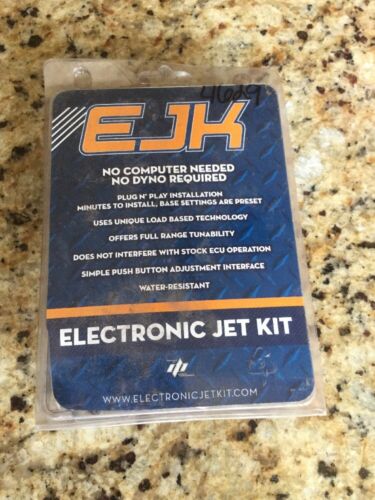 4629
EJK
NO COMPUTER NEEDED
NO DYNO REQUIRED
PLUG N' PLAY INSTALLATION
MINUTES TO INSTALL, BASE SETTINGS ARE PRESET
USES UNIQUE LOAD BASED TECHNOLOGY
OFFERS FULL RANGE TUNABILITY
DOES NOT INTERFERE WITH STOCK ECU OPERATION
SIMPLE PUSH BUTTON ADJUSTMENT INTERFACE
WATER-RESISTANT
ELECTRONIC JET KIT
WWW.ELECTRONICJETKIT.COM